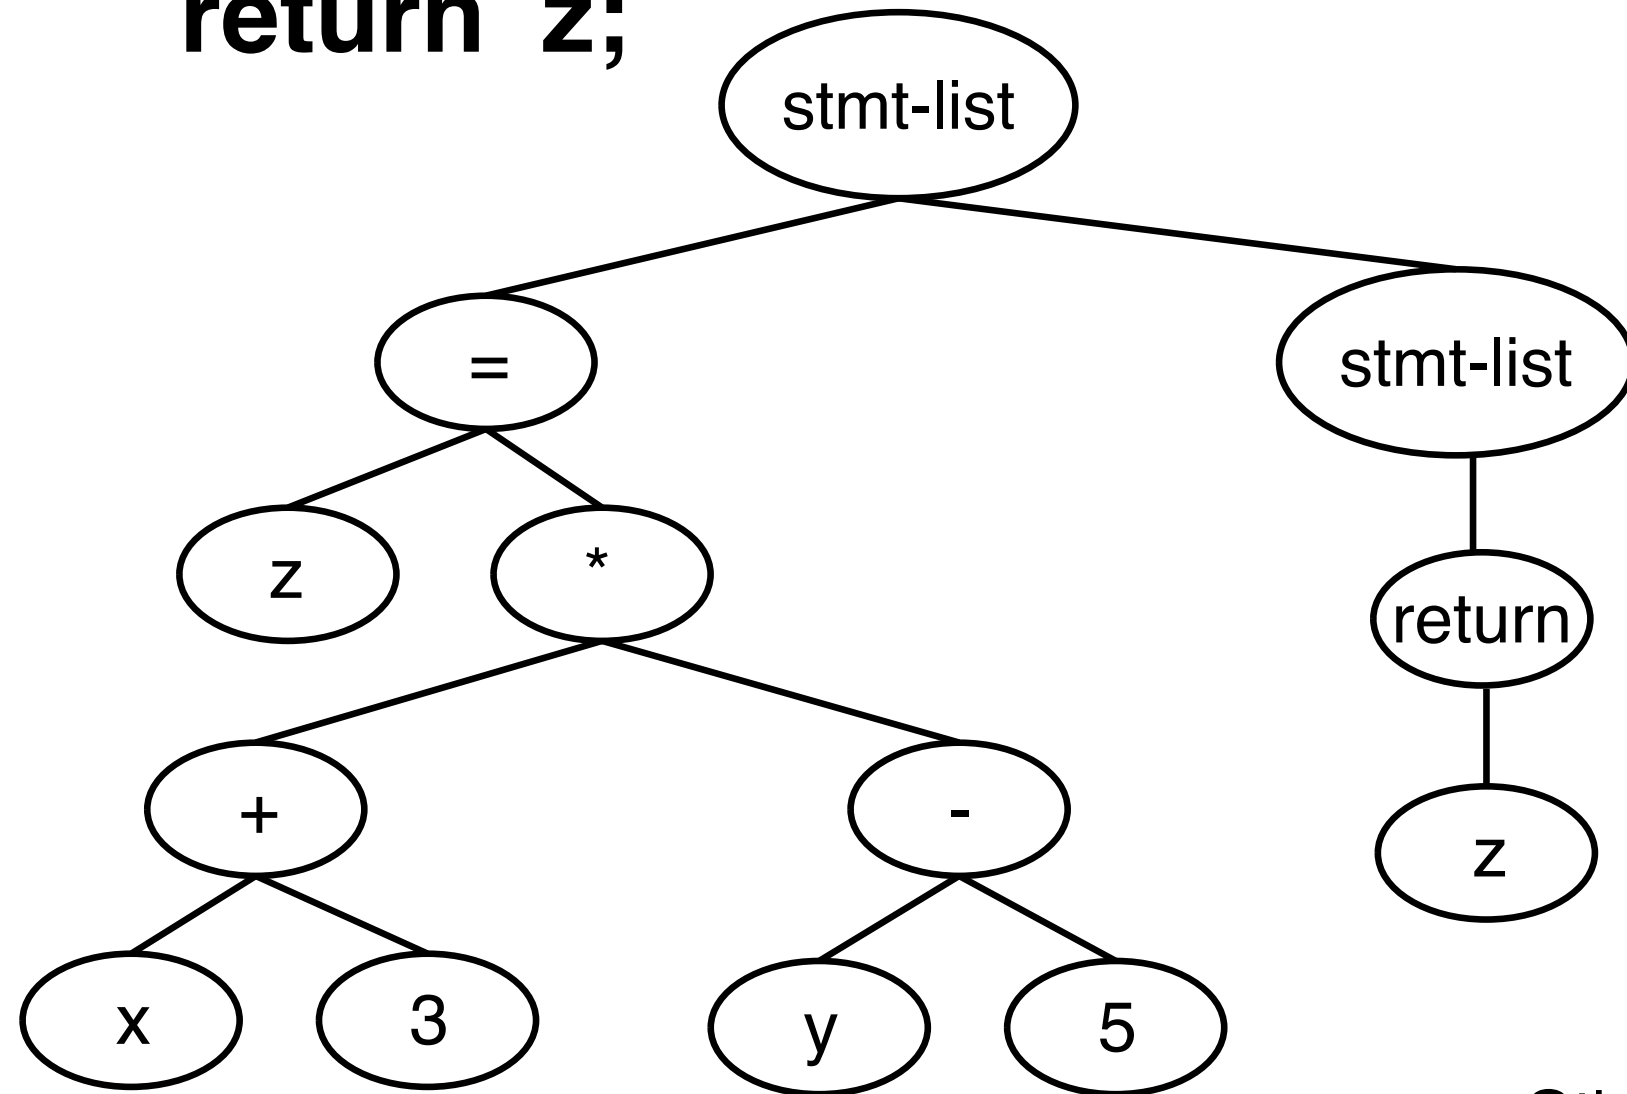 return z;
stmt-list
= stmt-list
z *
return
+ -
z
x 3 y 5